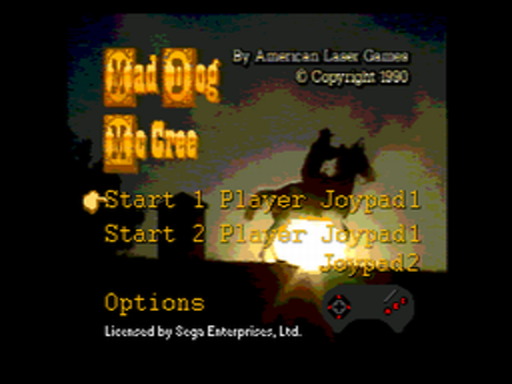 Mad Dog
Mc Cree
By American Laser Games
© Copyright 1990
Start 1 Player Joypad1
Start 2 Player Joypad1
Joypad2
Options
Licensed by Sega Enterprises, Ltd.